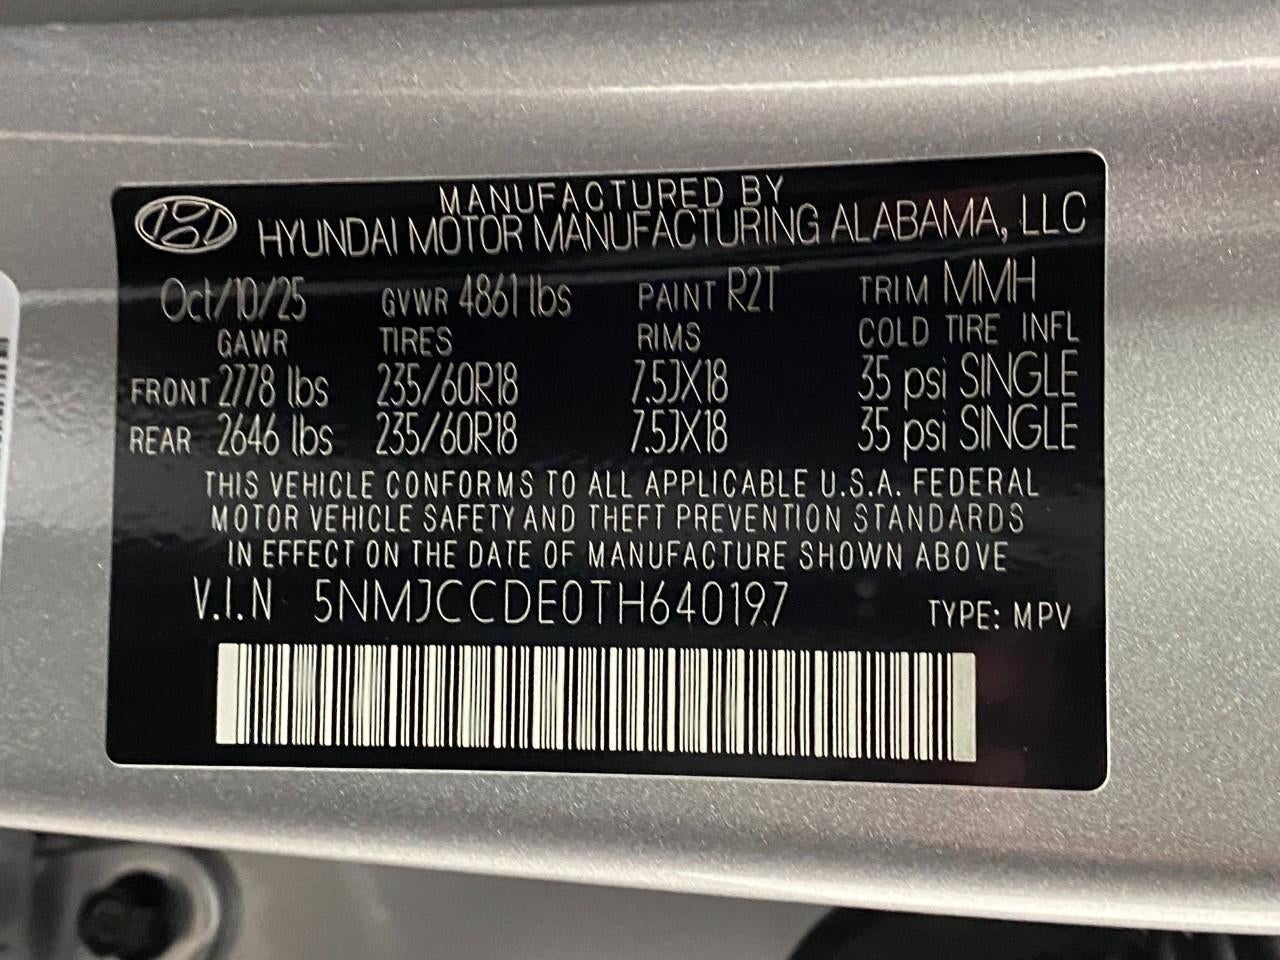 MANUFACTURED BY
HYUNDAI MOTOR MANUFACTURING ALABAMA, LLC
Oct/10/25 GVWR 4861 lbs PAINT R2T TRIM MMH
GAWR TIRES RIMS COLD TIRE INFL
FRONT 2778 lbs 235/60R18 7.5JX18 35 psi SINGLE
REAR 2646 lbs 235/60R18 7.5JX18 35 psi SINGLE
THIS VEHICLE CONFORMS TO ALL APPLICABLE U.S.A. FEDERAL
MOTOR VEHICLE SAFETY AND THEFT PREVENTION STANDARDS
IN EFFECT ON THE DATE OF MANUFACTURE SHOWN ABOVE
V.I.N 5NMJCCDE0TH640197 TYPE: MPV